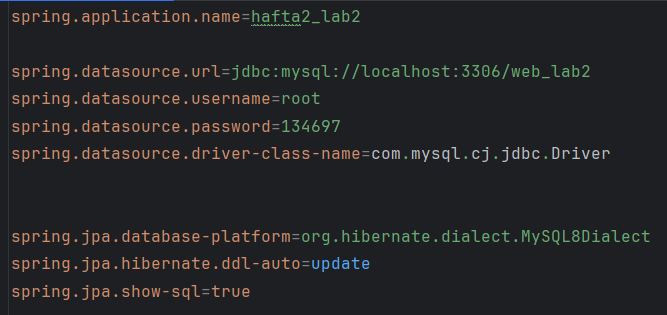 spring.application.name=hafta2_lab2
spring.datasource.url=jdbc:mysql://localhost:3306/web_lab2
spring.datasource.username=root
spring.datasource.password=134697
spring.datasource.driver-class-name=com.mysql.cj.jdbc.Driver
spring.jpa.database-platform=org.hibernate.dialect.MySQL8Dialect
spring.jpa.hibernate.ddl-auto=update
spring.jpa.show-sql=true